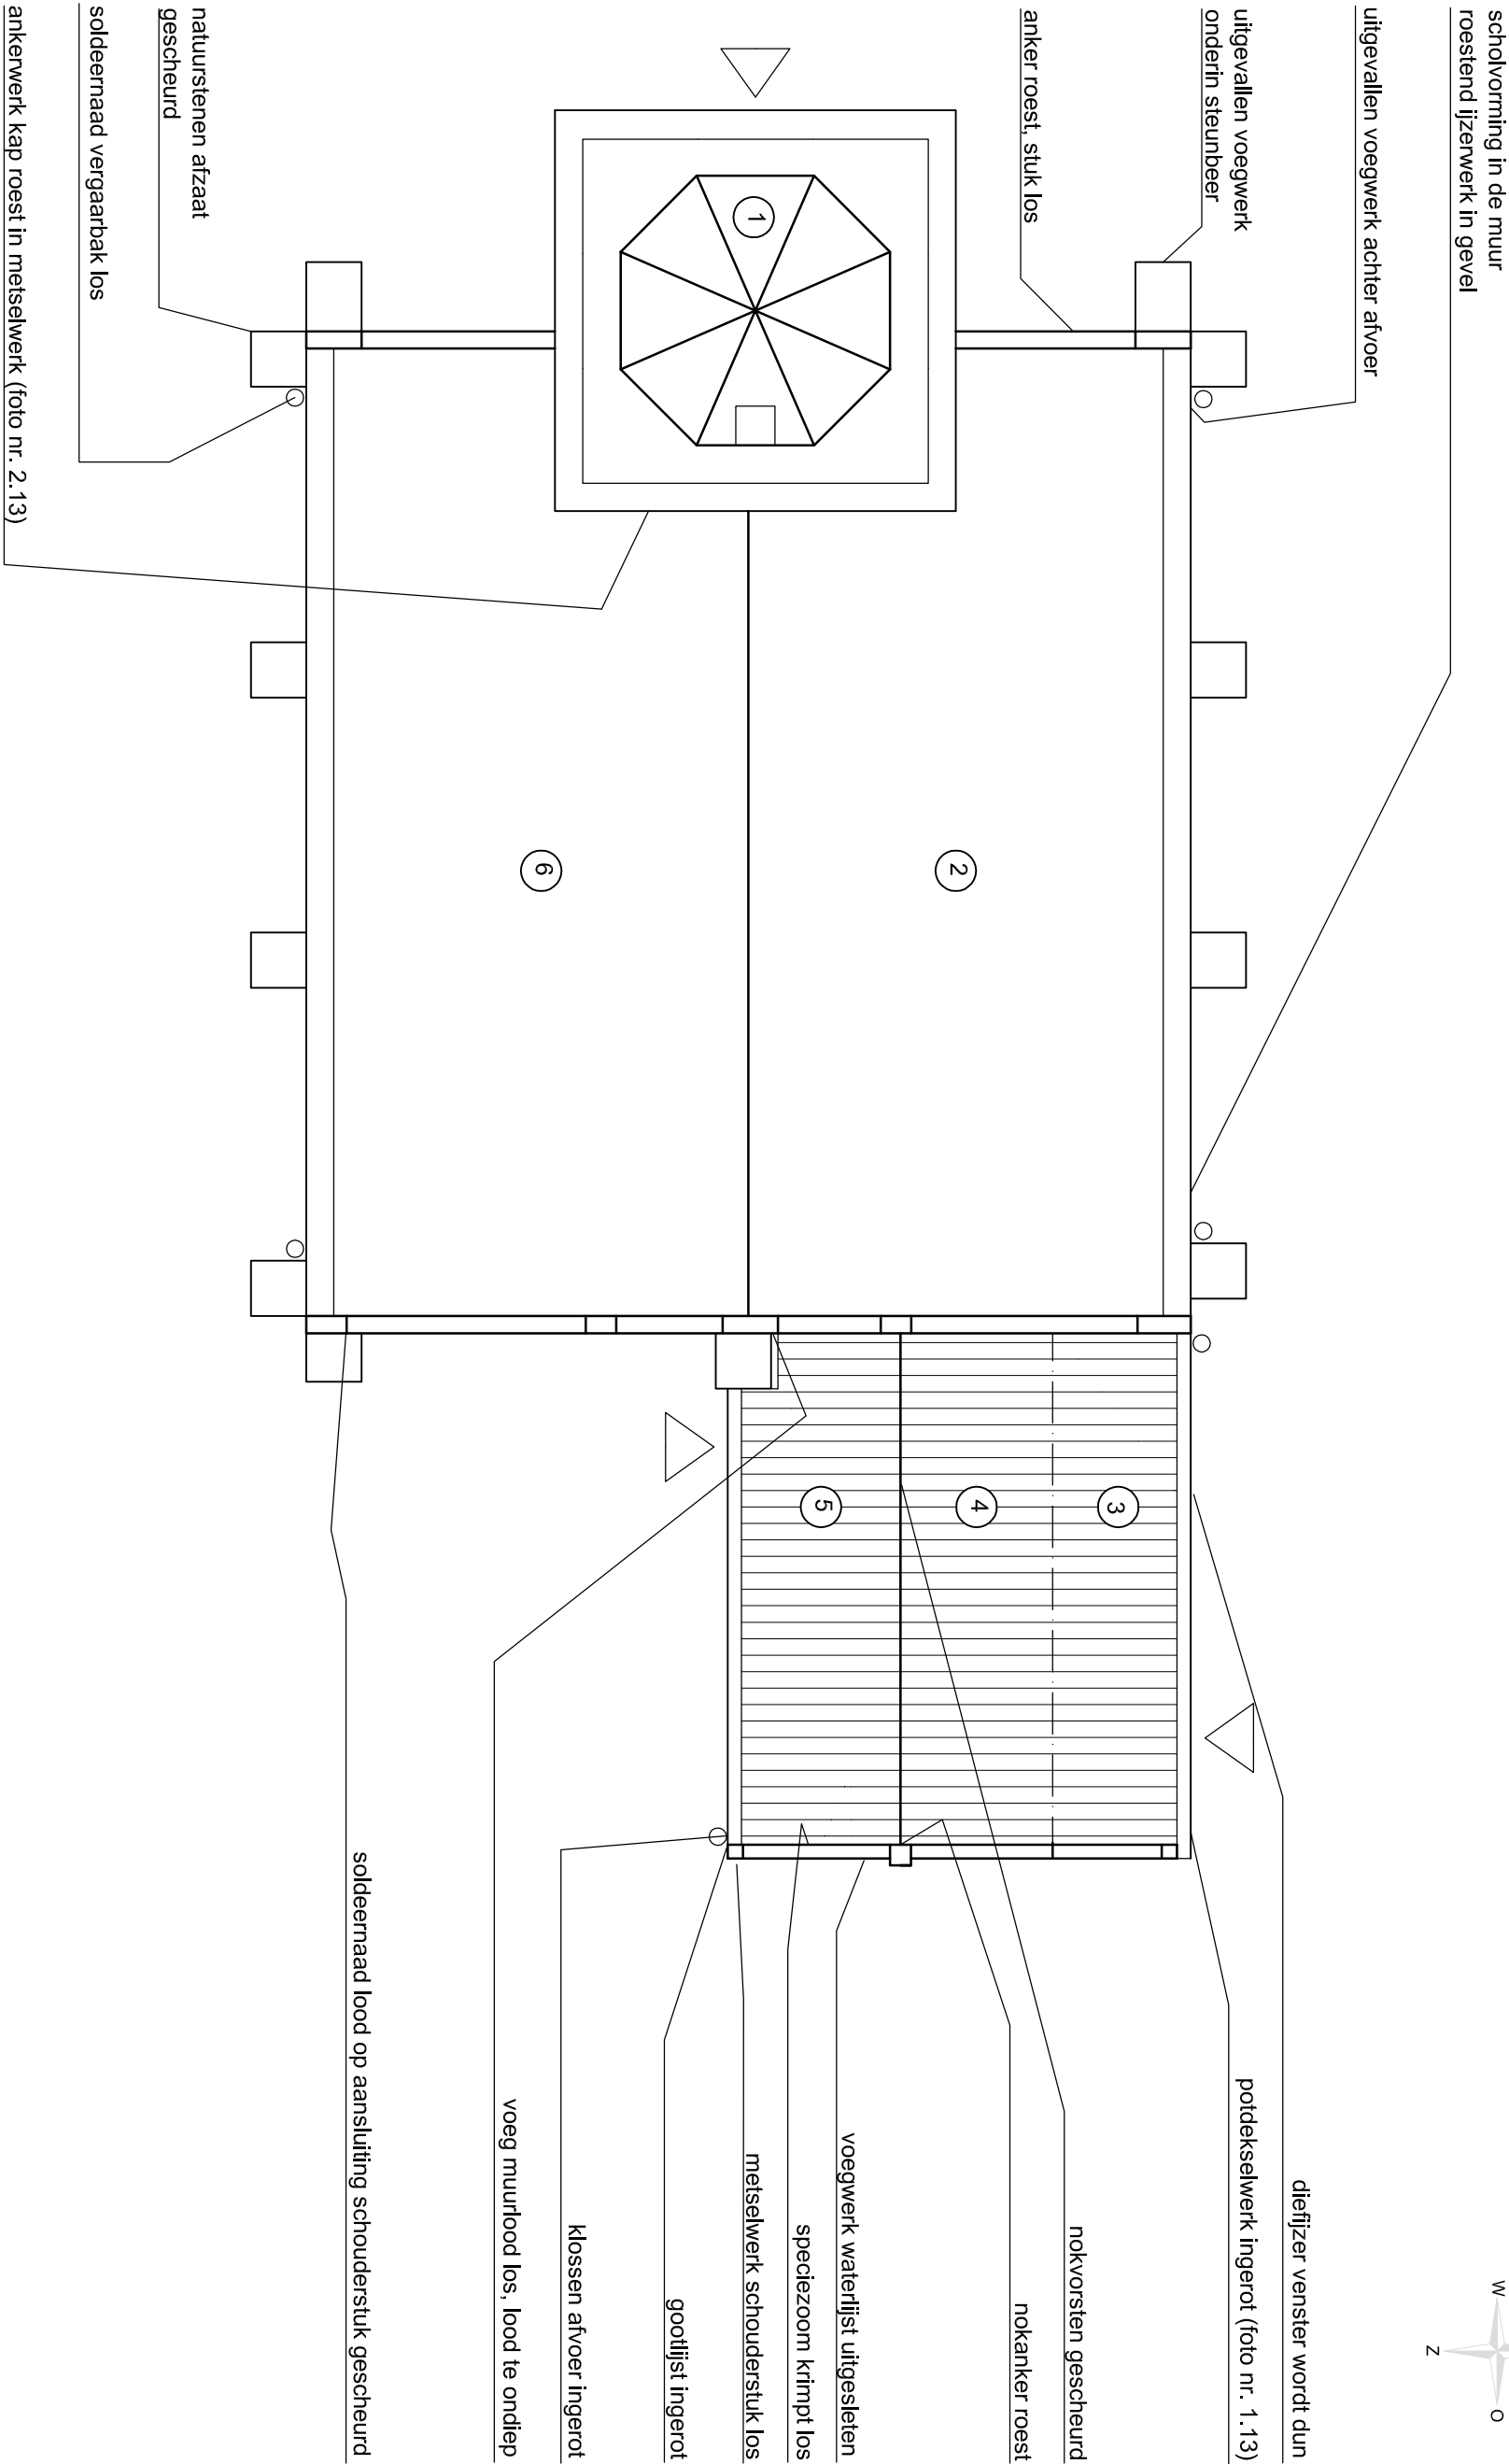 scholvorming in de muur
roestend ijzerwerk in gevel
uitgevallen voegwerk achter afvoer
uitgevallen voegwerk
onderin steunbeer
anker roest, stuk los
natuurstenen afzaat
gescheurd
soldeernaad vergaarbak los
ankerwerk kap roest in metselwerk (foto nr. 2.13)
1
2
6
3
4
5
diefijzer venster wordt dun
potdekselwerk ingerot (foto nr. 1.13)
nokvorsten gescheurd
nokanker roest
voegwerk waterlijst uitgesleten
speciezoom krimpt los
metselwerk schouderstuk los
gootlijst ingerot
klossen afvoer ingerot
voeg muurlood los, lood te ondiep
soldeernaad lood op aansluiting schouderstuk gescheurd
W
O
Z